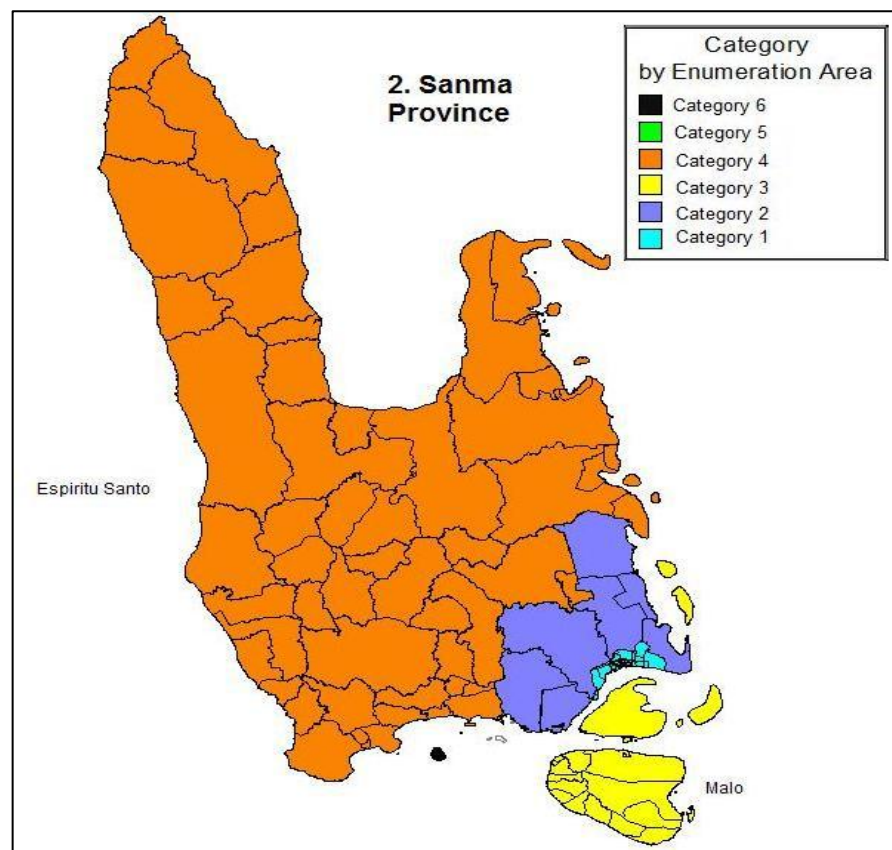 2. Sanma
Province
Category
by Enumeration Area
Category 6
Category 5
Category 4
Category 3
Category 2
Category 1
Espiritu Santo
Malo